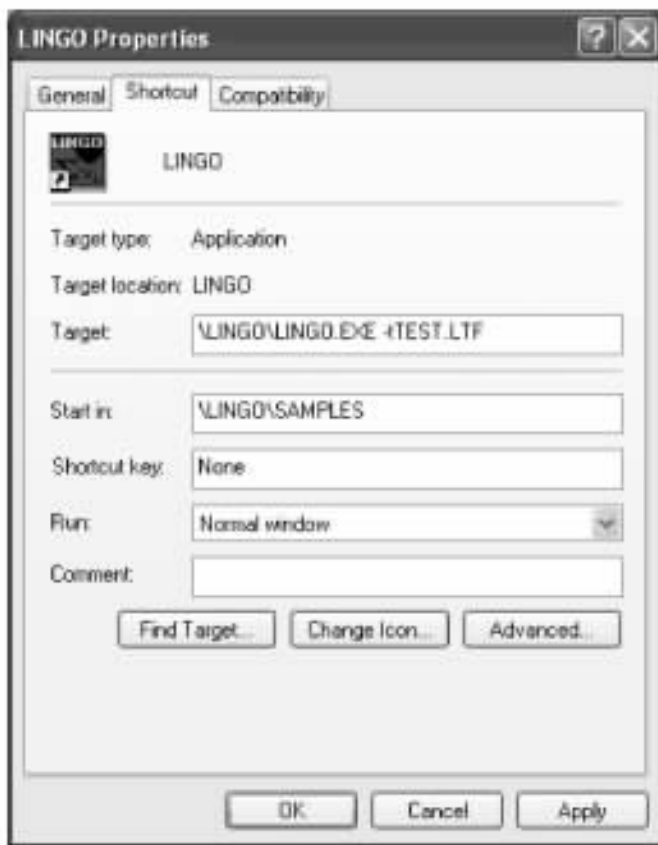 LINGO Properties
General Shortcut Compatibility
LINGO
LINGO
Target type: Application
Target location: LINGO
Target: \LINGO\LINGO.EXE -tTEST.LTF
Start in: \LINGO\SAMPLES
Shortcut key: None
Run: Normal window
Comment:
Find Target... Change Icon... Advanced...
OK Cancel Apply